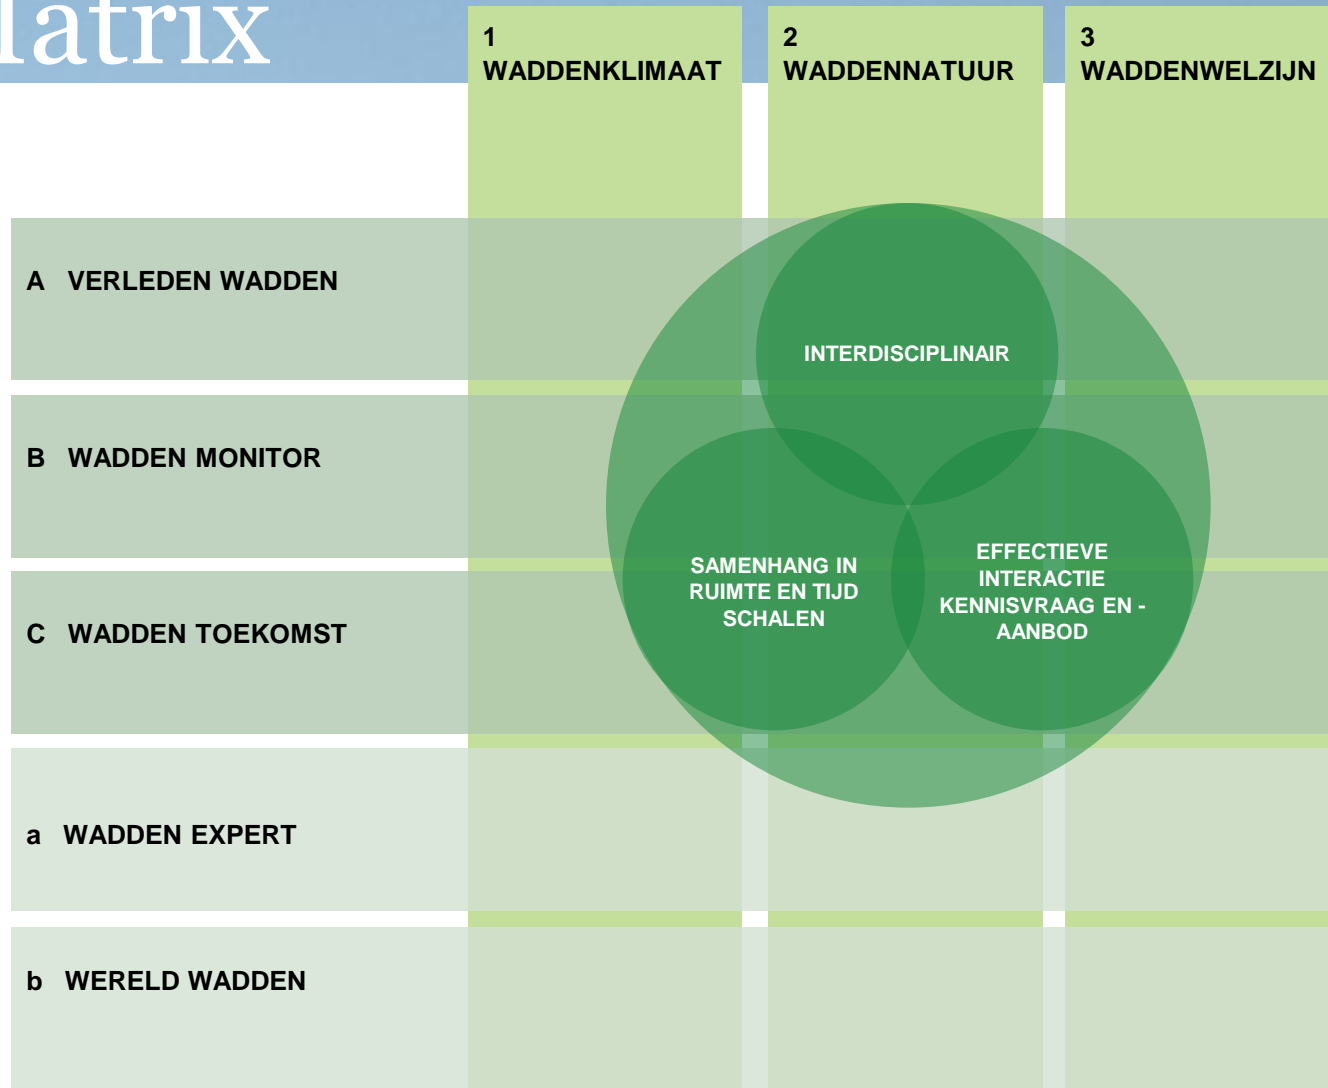 1
WADDENKLIMAAT
2
WADDENNATUUR
3
WADDENWELZIJN
A VERLEDEN WADDEN
INTERDISCIPLINAIR
B WADDEN MONITOR
SAMENHANG IN
RUIMTE EN TIJD
SCHALEN
EFFECTIEVE
INTERACTIE
KENNISVRAAG EN -
AANBOD
C WADDEN TOEKOMST
a WADDEN EXPERT
b WERELD WADDEN